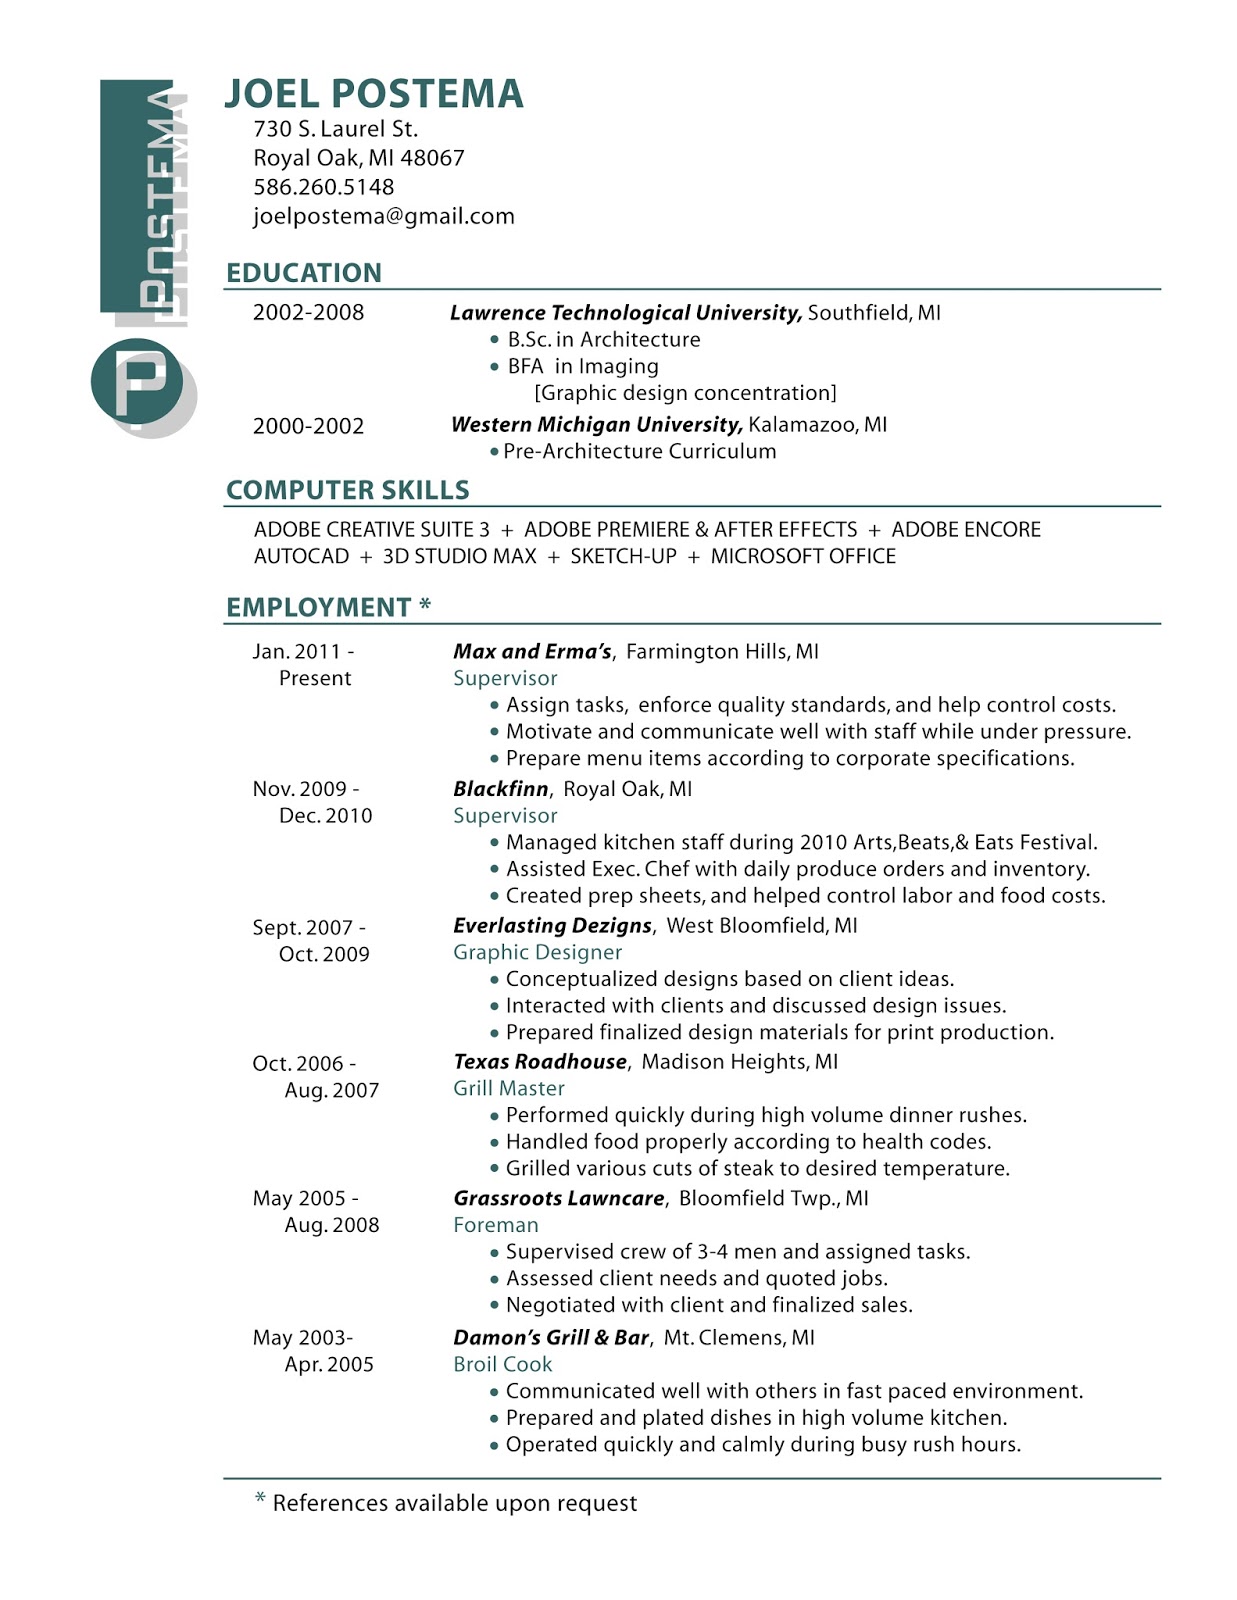 POSTEMA
P
JOEL POSTEMA
730 S. Laurel St.
Royal Oak, MI 48067
586.260.5148
joelpostema@gmail.com
EDUCATION
2002-2008 Lawrence Technological University, Southfield, MI
• B.Sc. in Architecture
• BFA in Imaging
[Graphic design concentration]
2000-2002 Western Michigan University, Kalamazoo, MI
• Pre-Architecture Curriculum
COMPUTER SKILLS
ADOBE CREATIVE SUITE 3 + ADOBE PREMIERE & AFTER EFFECTS + ADOBE ENCORE
AUTOCAD + 3D STUDIO MAX + SKETCH-UP + MICROSOFT OFFICE
EMPLOYMENT *
Jan. 2011 - Max and Erma's, Farmington Hills, MI
Present Supervisor
• Assign tasks, enforce quality standards, and help control costs.
• Motivate and communicate well with staff while under pressure.
• Prepare menu items according to corporate specifications.
Nov. 2009 - Blackfinn, Royal Oak, MI
Dec. 2010 Supervisor
• Managed kitchen staff during 2010 Arts,Beats,& Eats Festival.
• Assisted Exec. Chef with daily produce orders and inventory.
• Created prep sheets, and helped control labor and food costs.
Sept. 2007 - Everlasting Dezigns, West Bloomfield, MI
Oct. 2009 Graphic Designer
• Conceptualized designs based on client ideas.
• Interacted with clients and discussed design issues.
• Prepared finalized design materials for print production.
Oct. 2006 - Texas Roadhouse, Madison Heights, MI
Aug. 2007 Grill Master
• Performed quickly during high volume dinner rushes.
• Handled food properly according to health codes.
• Grilled various cuts of steak to desired temperature.
May 2005 - Grassroots Lawncare, Bloomfield Twp., MI
Aug. 2008 Foreman
• Supervised crew of 3-4 men and assigned tasks.
• Assessed client needs and quoted jobs.
• Negotiated with client and finalized sales.
May 2003- Damon's Grill & Bar, Mt. Clemens, MI
Apr. 2005 Broil Cook
• Communicated well with others in fast paced environment.
• Prepared and plated dishes in high volume kitchen.
• Operated quickly and calmly during busy rush hours.
* References available upon request